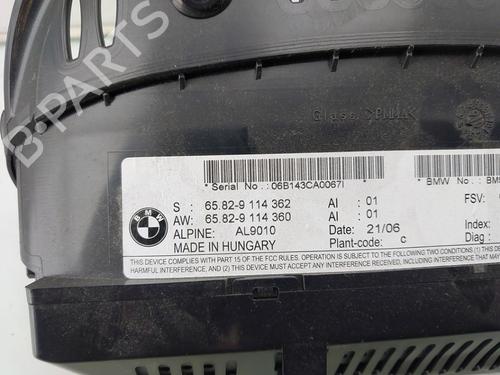 B-PARTS
Glass >PMMA<
* Serial No. :06B143CA0067I * * BMW No. : BM
S : 65.82-9 114 362 AI : 01 FSV:
AW: 65.82-9 114 360 AI : 01
ALPINE: AL9010 Date: 21/06 Index:
MADE IN HUNGARY Plant-code: c Diag :
BMW
THIS DEVICE COMPLIES WITH PART 15 OF THE FCC RULES. OPERATION IS SUBJECT TO THE FOLLOWING TWO CONDITIONS (1) THIS DEV
HARMFUL INTERFERENCE, AND (2) THIS DEVICE MUST ACCEPT ANY INTERFERENCE RECEIVED, INCLUDING INTERFERENCE THAT MAY